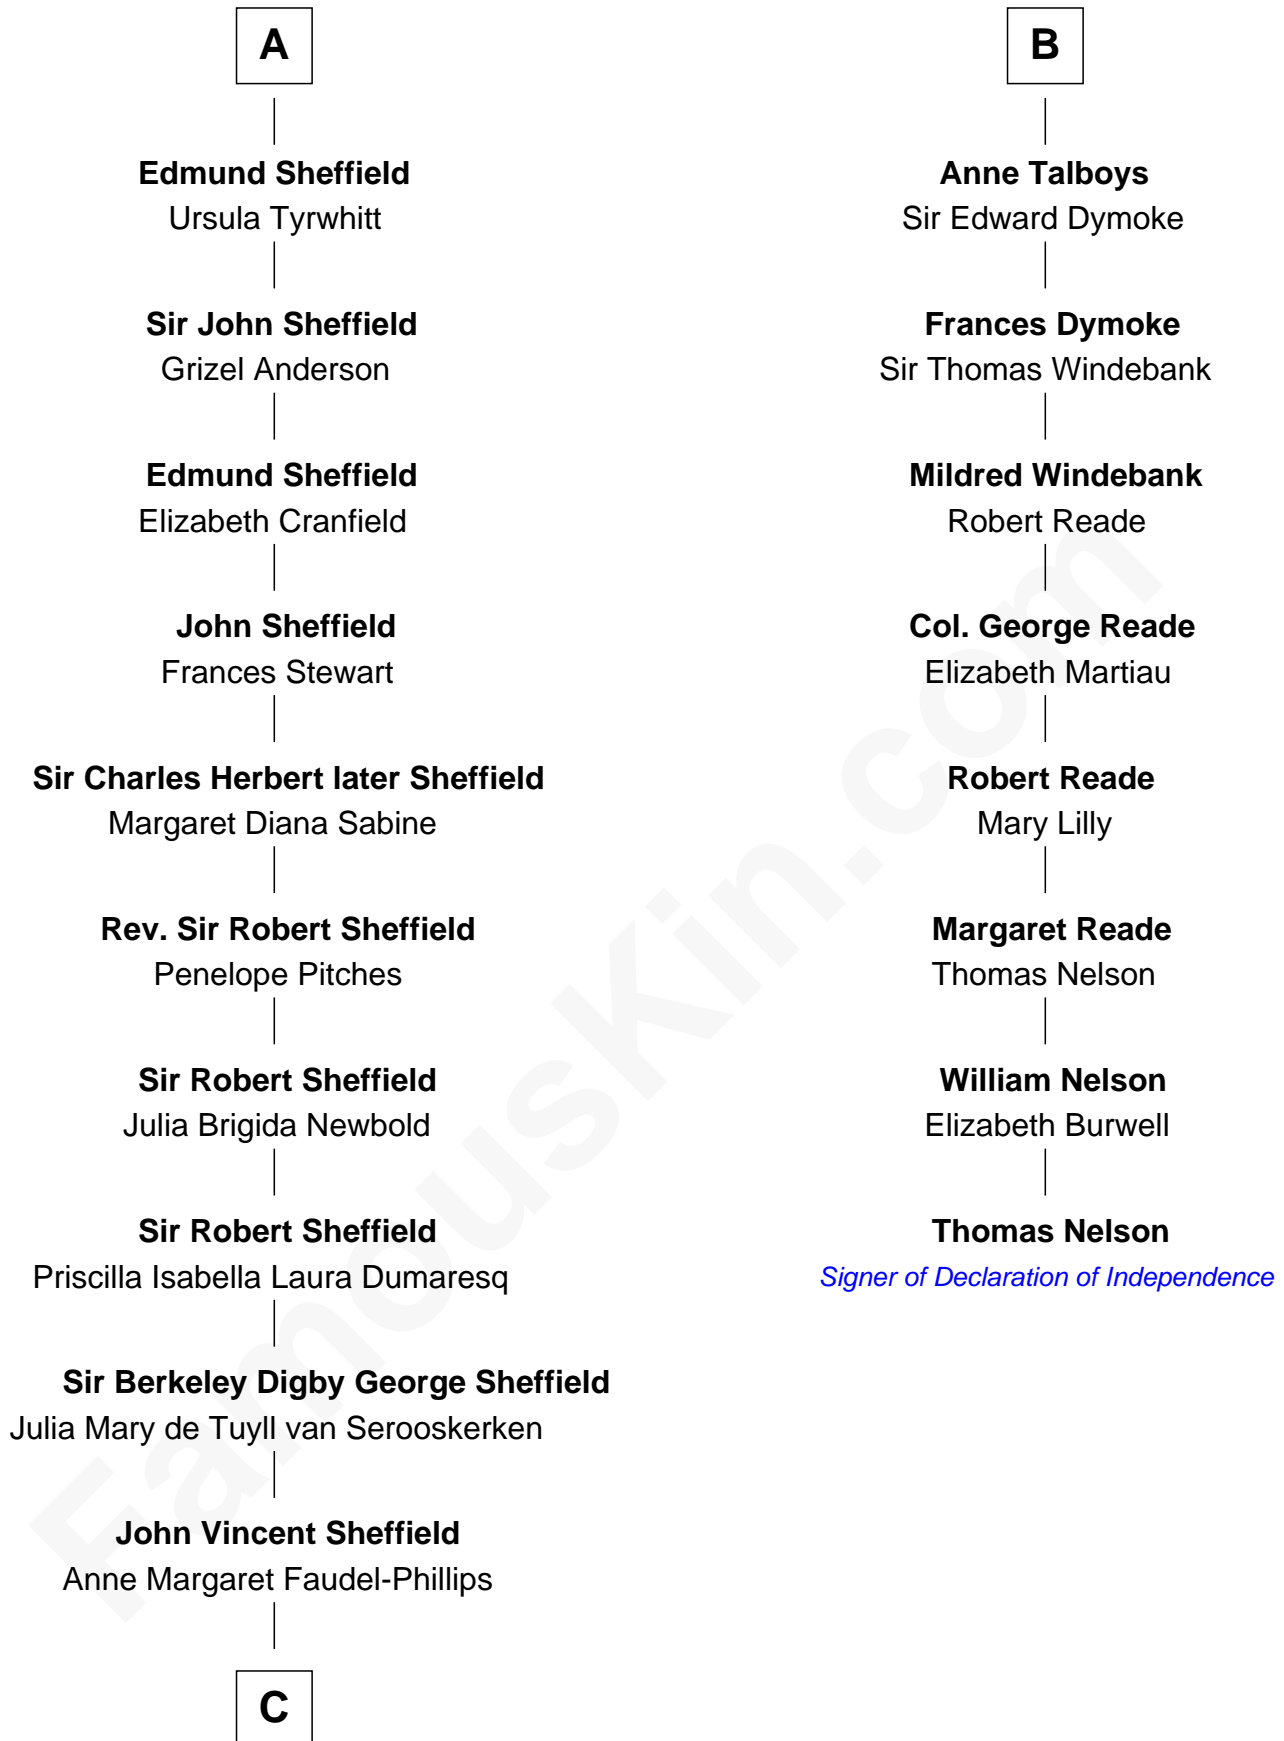 A
Edmund Sheffield
Ursula Tyrwhitt
Sir John Sheffield
Grizel Anderson
Edmund Sheffield
Elizabeth Cranfield
John Sheffield
Frances Stewart
Sir Charles Herbert later Sheffield
Margaret Diana Sabine
Rev. Sir Robert Sheffield
Penelope Pitches
Sir Robert Sheffield
Julia Brigida Newbold
Sir Robert Sheffield
Priscilla Isabella Laura Dumaresq
Sir Berkeley Digby George Sheffield
Julia Mary de Tuyll van Serooskerken
John Vincent Sheffield
Anne Margaret Faudel-Phillips
C
B
Anne Talboys
Sir Edward Dymoke
Frances Dymoke
Sir Thomas Windebank
Mildred Windebank
Robert Reade
Col. George Reade
Elizabeth Martiau
Robert Reade
Mary Lilly
Margaret Reade
Thomas Nelson
William Nelson
Elizabeth Burwell
Thomas Nelson
Signer of Declaration of Independence
FamousKin.com